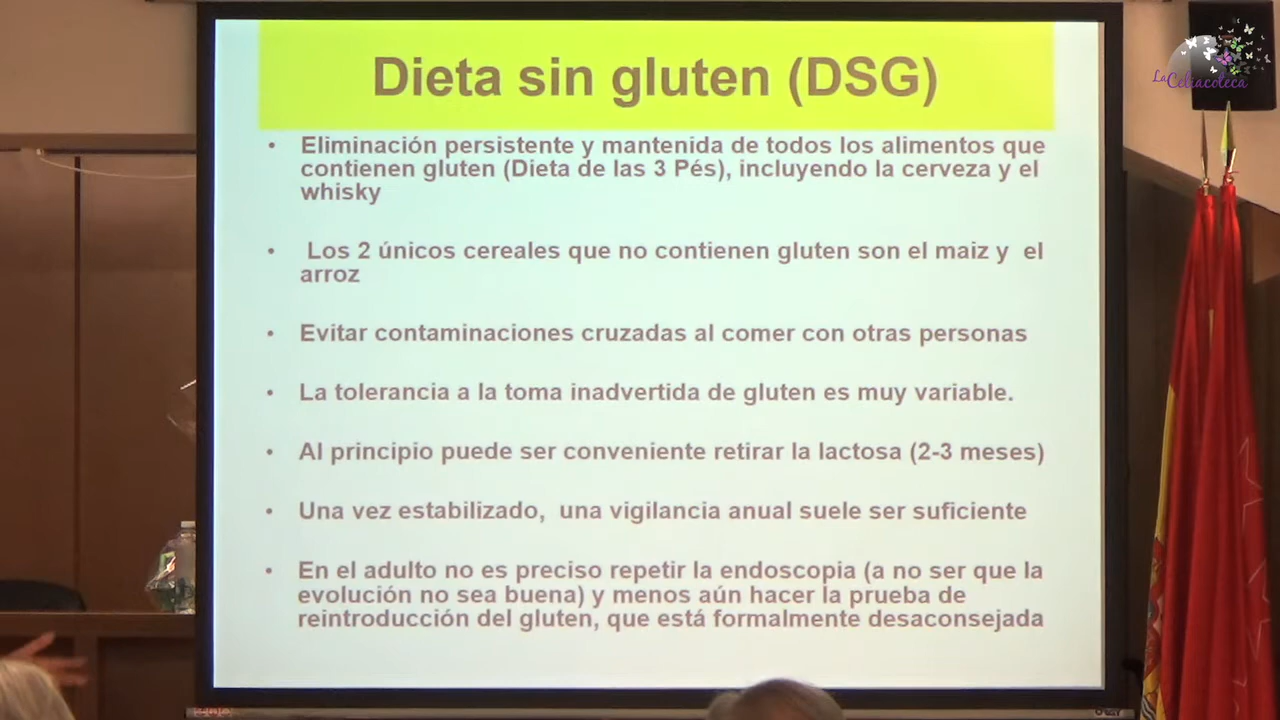 Dieta sin gluten (DSG)
• Eliminación persistente y mantenida de todos los alimentos que
contienen gluten (Dieta de las 3 Pés), incluyendo la cerveza y el
whisky
• Los 2 únicos cereales que no contienen gluten son el maiz y el
arroz
• Evitar contaminaciones cruzadas al comer con otras personas
• La tolerancia a la toma inadvertida de gluten es muy variable.
• Al principio puede ser conveniente retirar la lactosa (2-3 meses)
• Una vez estabilizado, una vigilancia anual suele ser suficiente
• En el adulto no es preciso repetir la endoscopia (a no ser que la
evolución no sea buena) y menos aún hacer la prueba de
reintroducción del gluten, que está formalmente desaconsejada
La Celiacoteca